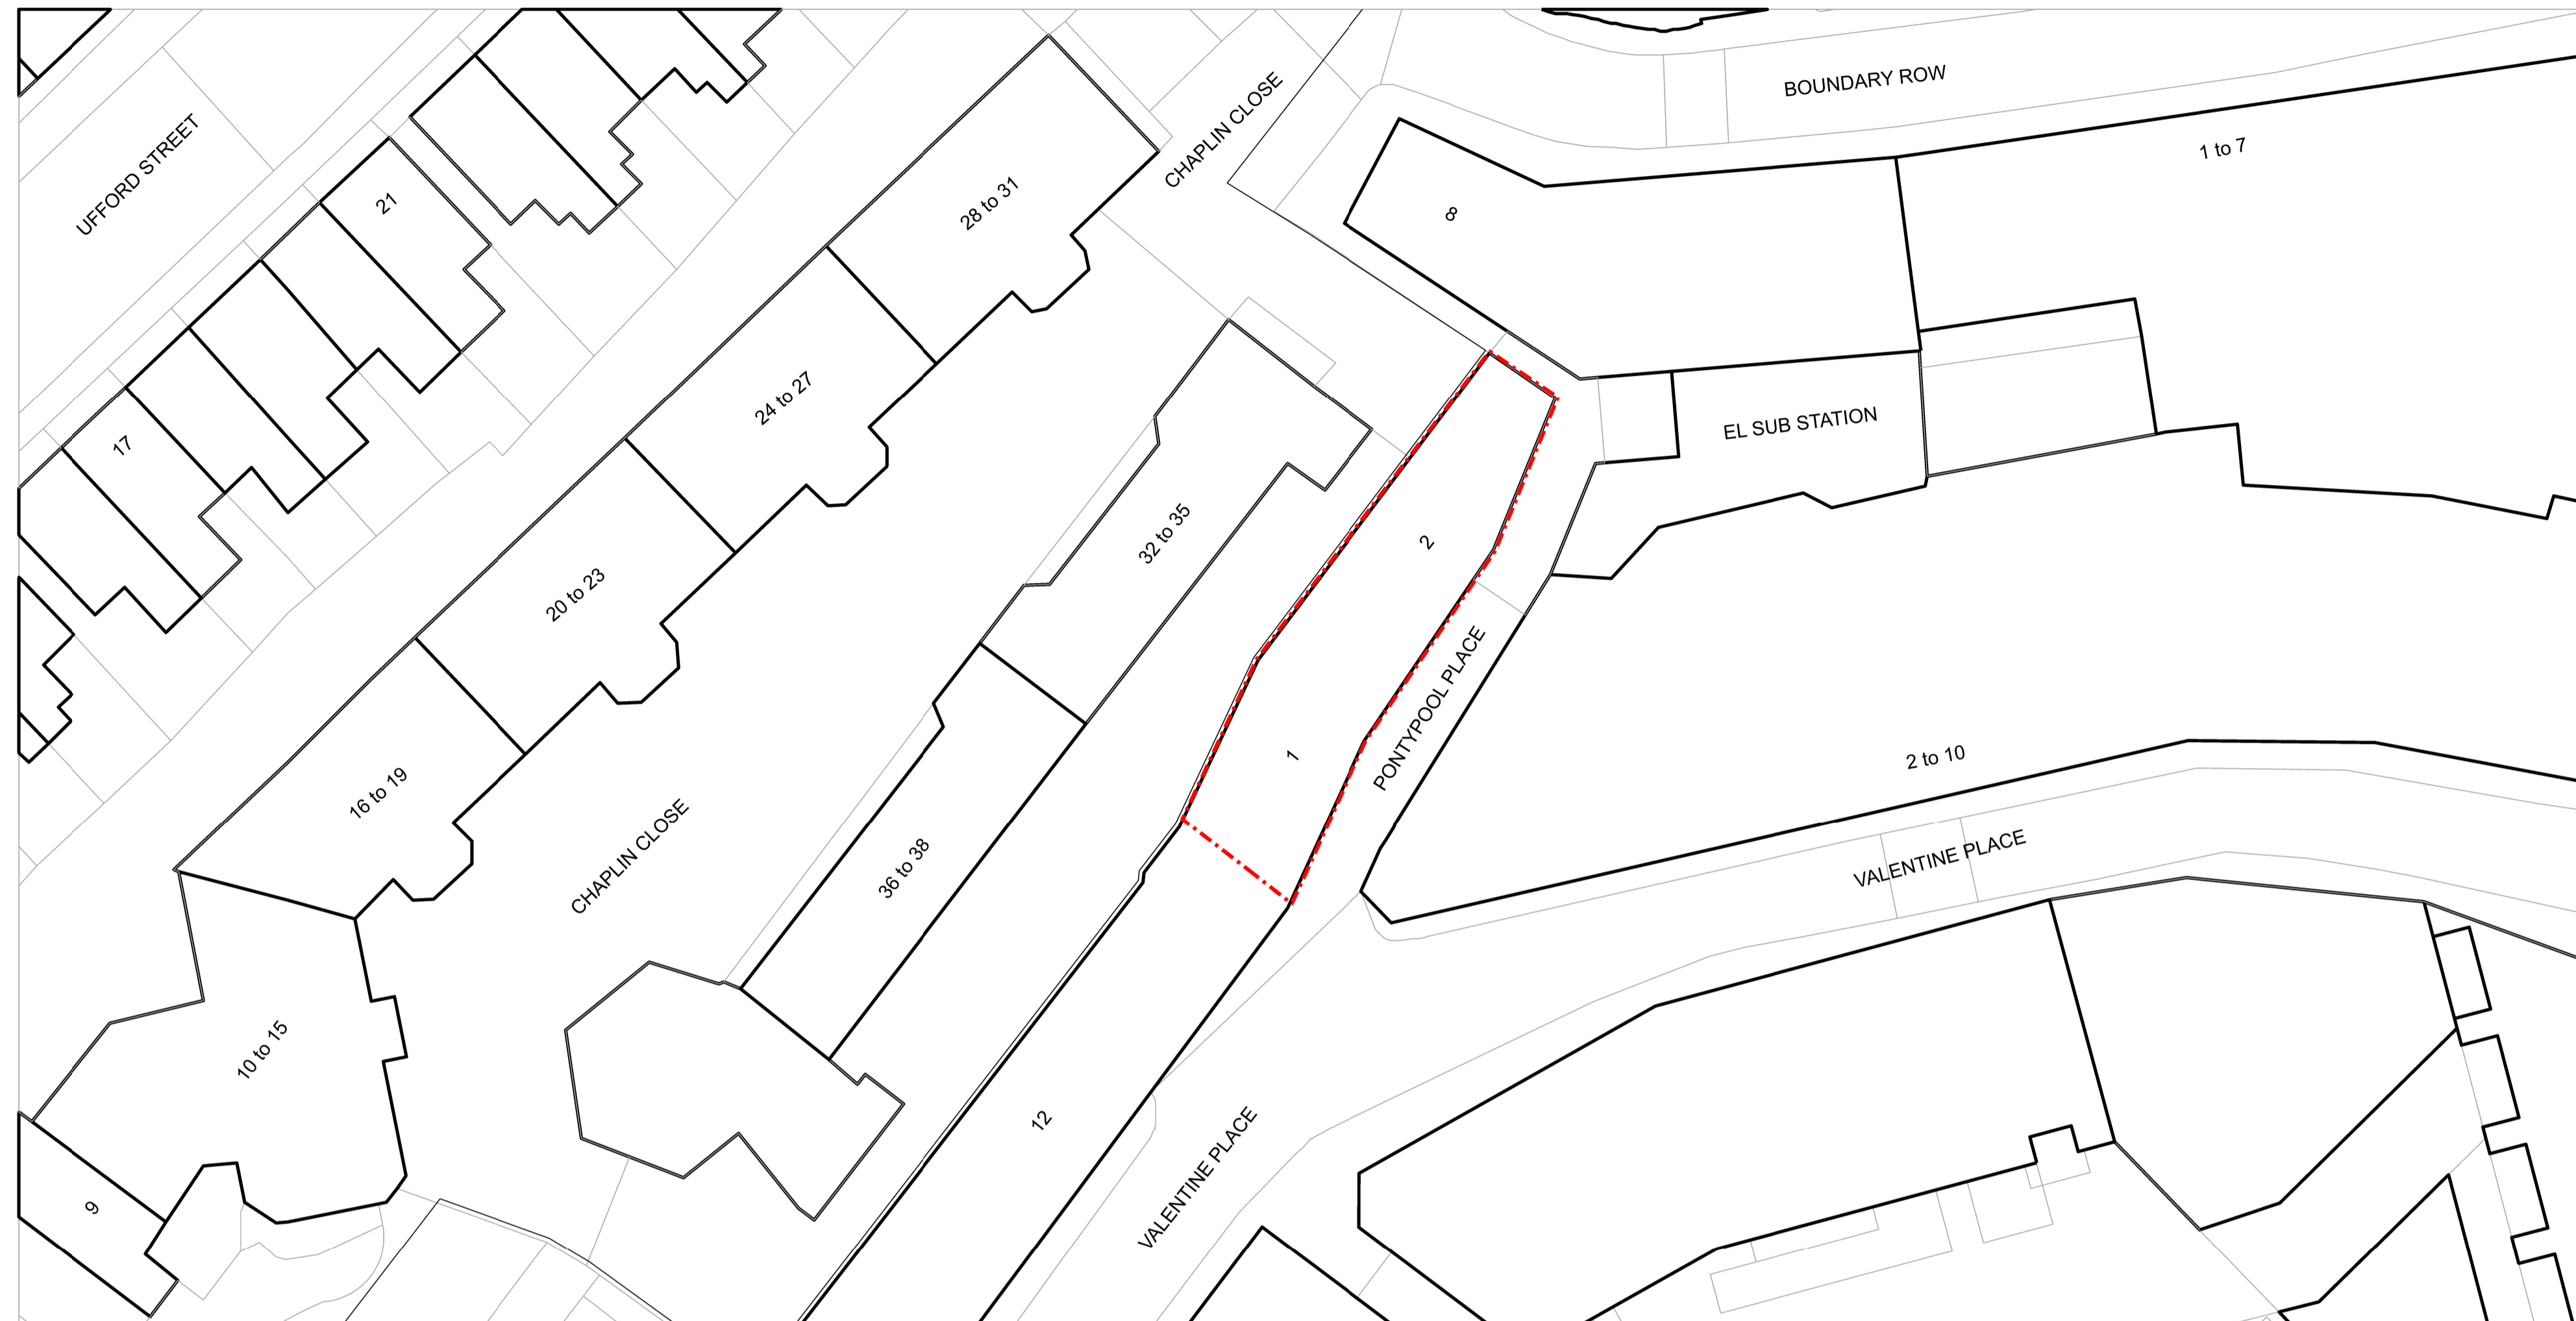 BOUNDARY ROW
CHAPLIN CLOSE
1 to 7
UFFORD STREET
21
28 to 31
8
24 to 27
EL SUB STATION
17
32 to 35
2
20 to 23
PONTYPOOL PLACE
1
2 to 10
16 to 19
CHAPLIN CLOSE
36 to 38
VALENTINE PLACE
10 to 15
12
VALENTINE PLACE
9